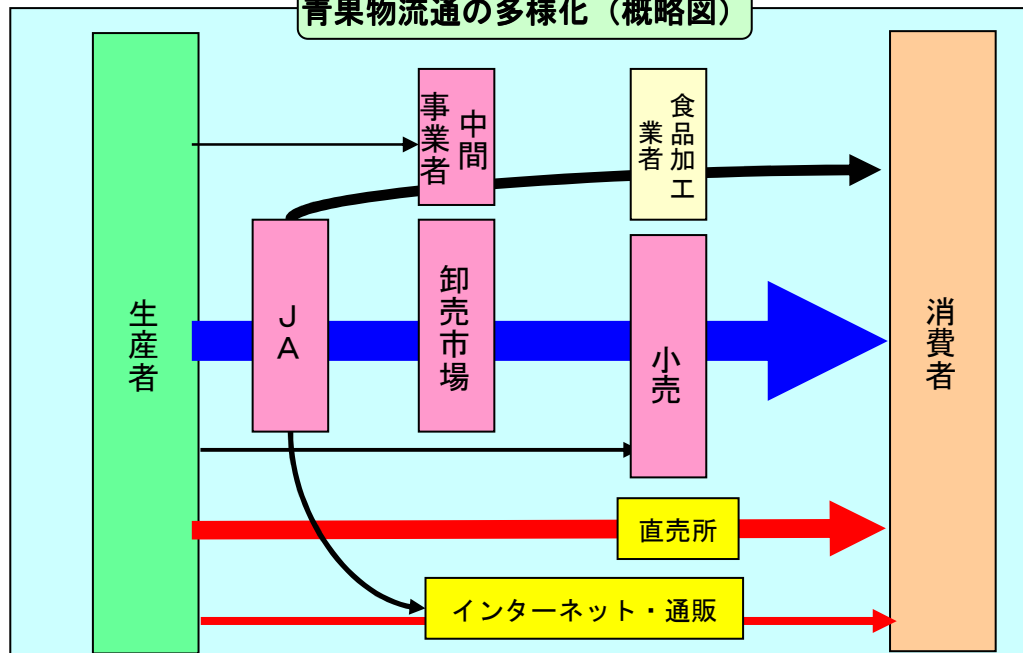 青果物流通の多様化（概略図）
生産者
ＪＡ
中間
事業者
卸売市場
食品加工
業者
小売
直売所
インターネット・通販
消費者